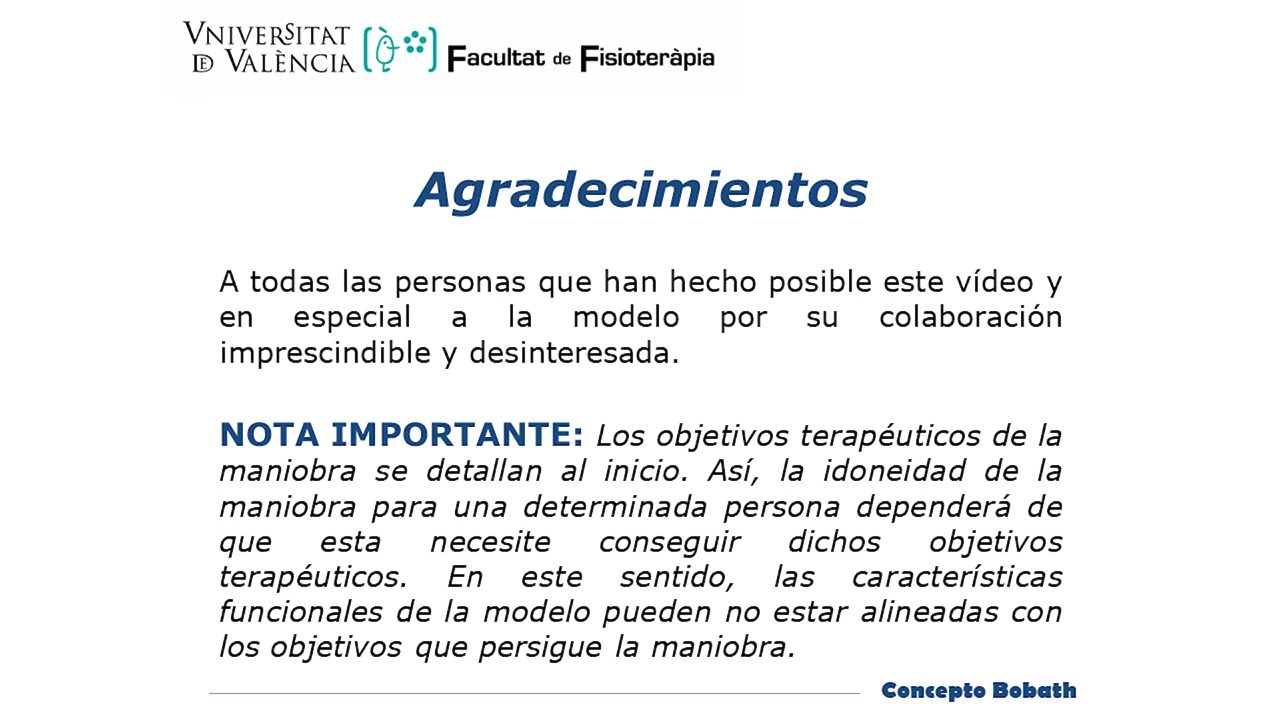 VNIVERSITAT
DE VALÈNCIA
Facultat de Fisioteràpia
Agradecimientos
A todas las personas que han hecho posible este vídeo y
en especial a la modelo por su colaboración
imprescindible y desinteresada.
NOTA IMPORTANTE: Los objetivos terapéuticos de la
maniobra se detallan al inicio. Así, la idoneidad de la
maniobra para una determinada persona dependerá de
que esta necesite conseguir dichos objetivos
terapéuticos. En este sentido, las características
funcionales de la modelo pueden no estar alineadas con
los objetivos que persigue la maniobra.
Concepto Bobath